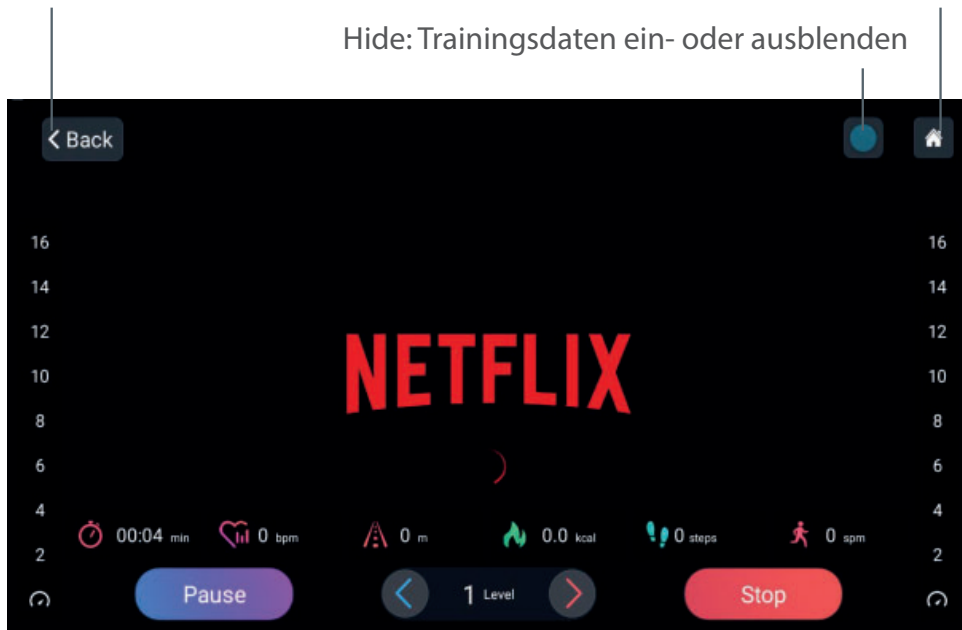 Hide: Trainingsdaten ein- oder ausblenden
Back
16 16
14 14
12 12
10 10
8 8
6 6
4 4
2 2
NETFLIX
00:04 min 0 bpm 0 m 0.0 kcal 0 steps 0 spm
Pause 1 Level Stop